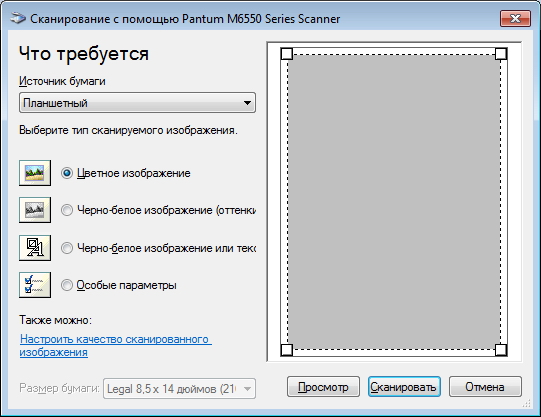 Сканирование с помощью Pantum M6550 Series Scanner
Что требуется
Источник бумаги
Планшетный
Выберите тип сканируемого изображения.
Цветное изображение
Черно-белое изображение (оттенки
Черно-белое изображение или текс
Особые параметры
Также можно:
Настроить качество сканированного
изображения
Размер бумаги:
Legal 8,5 x 14 дюймов (216
Просмотр
Сканировать
Отмена